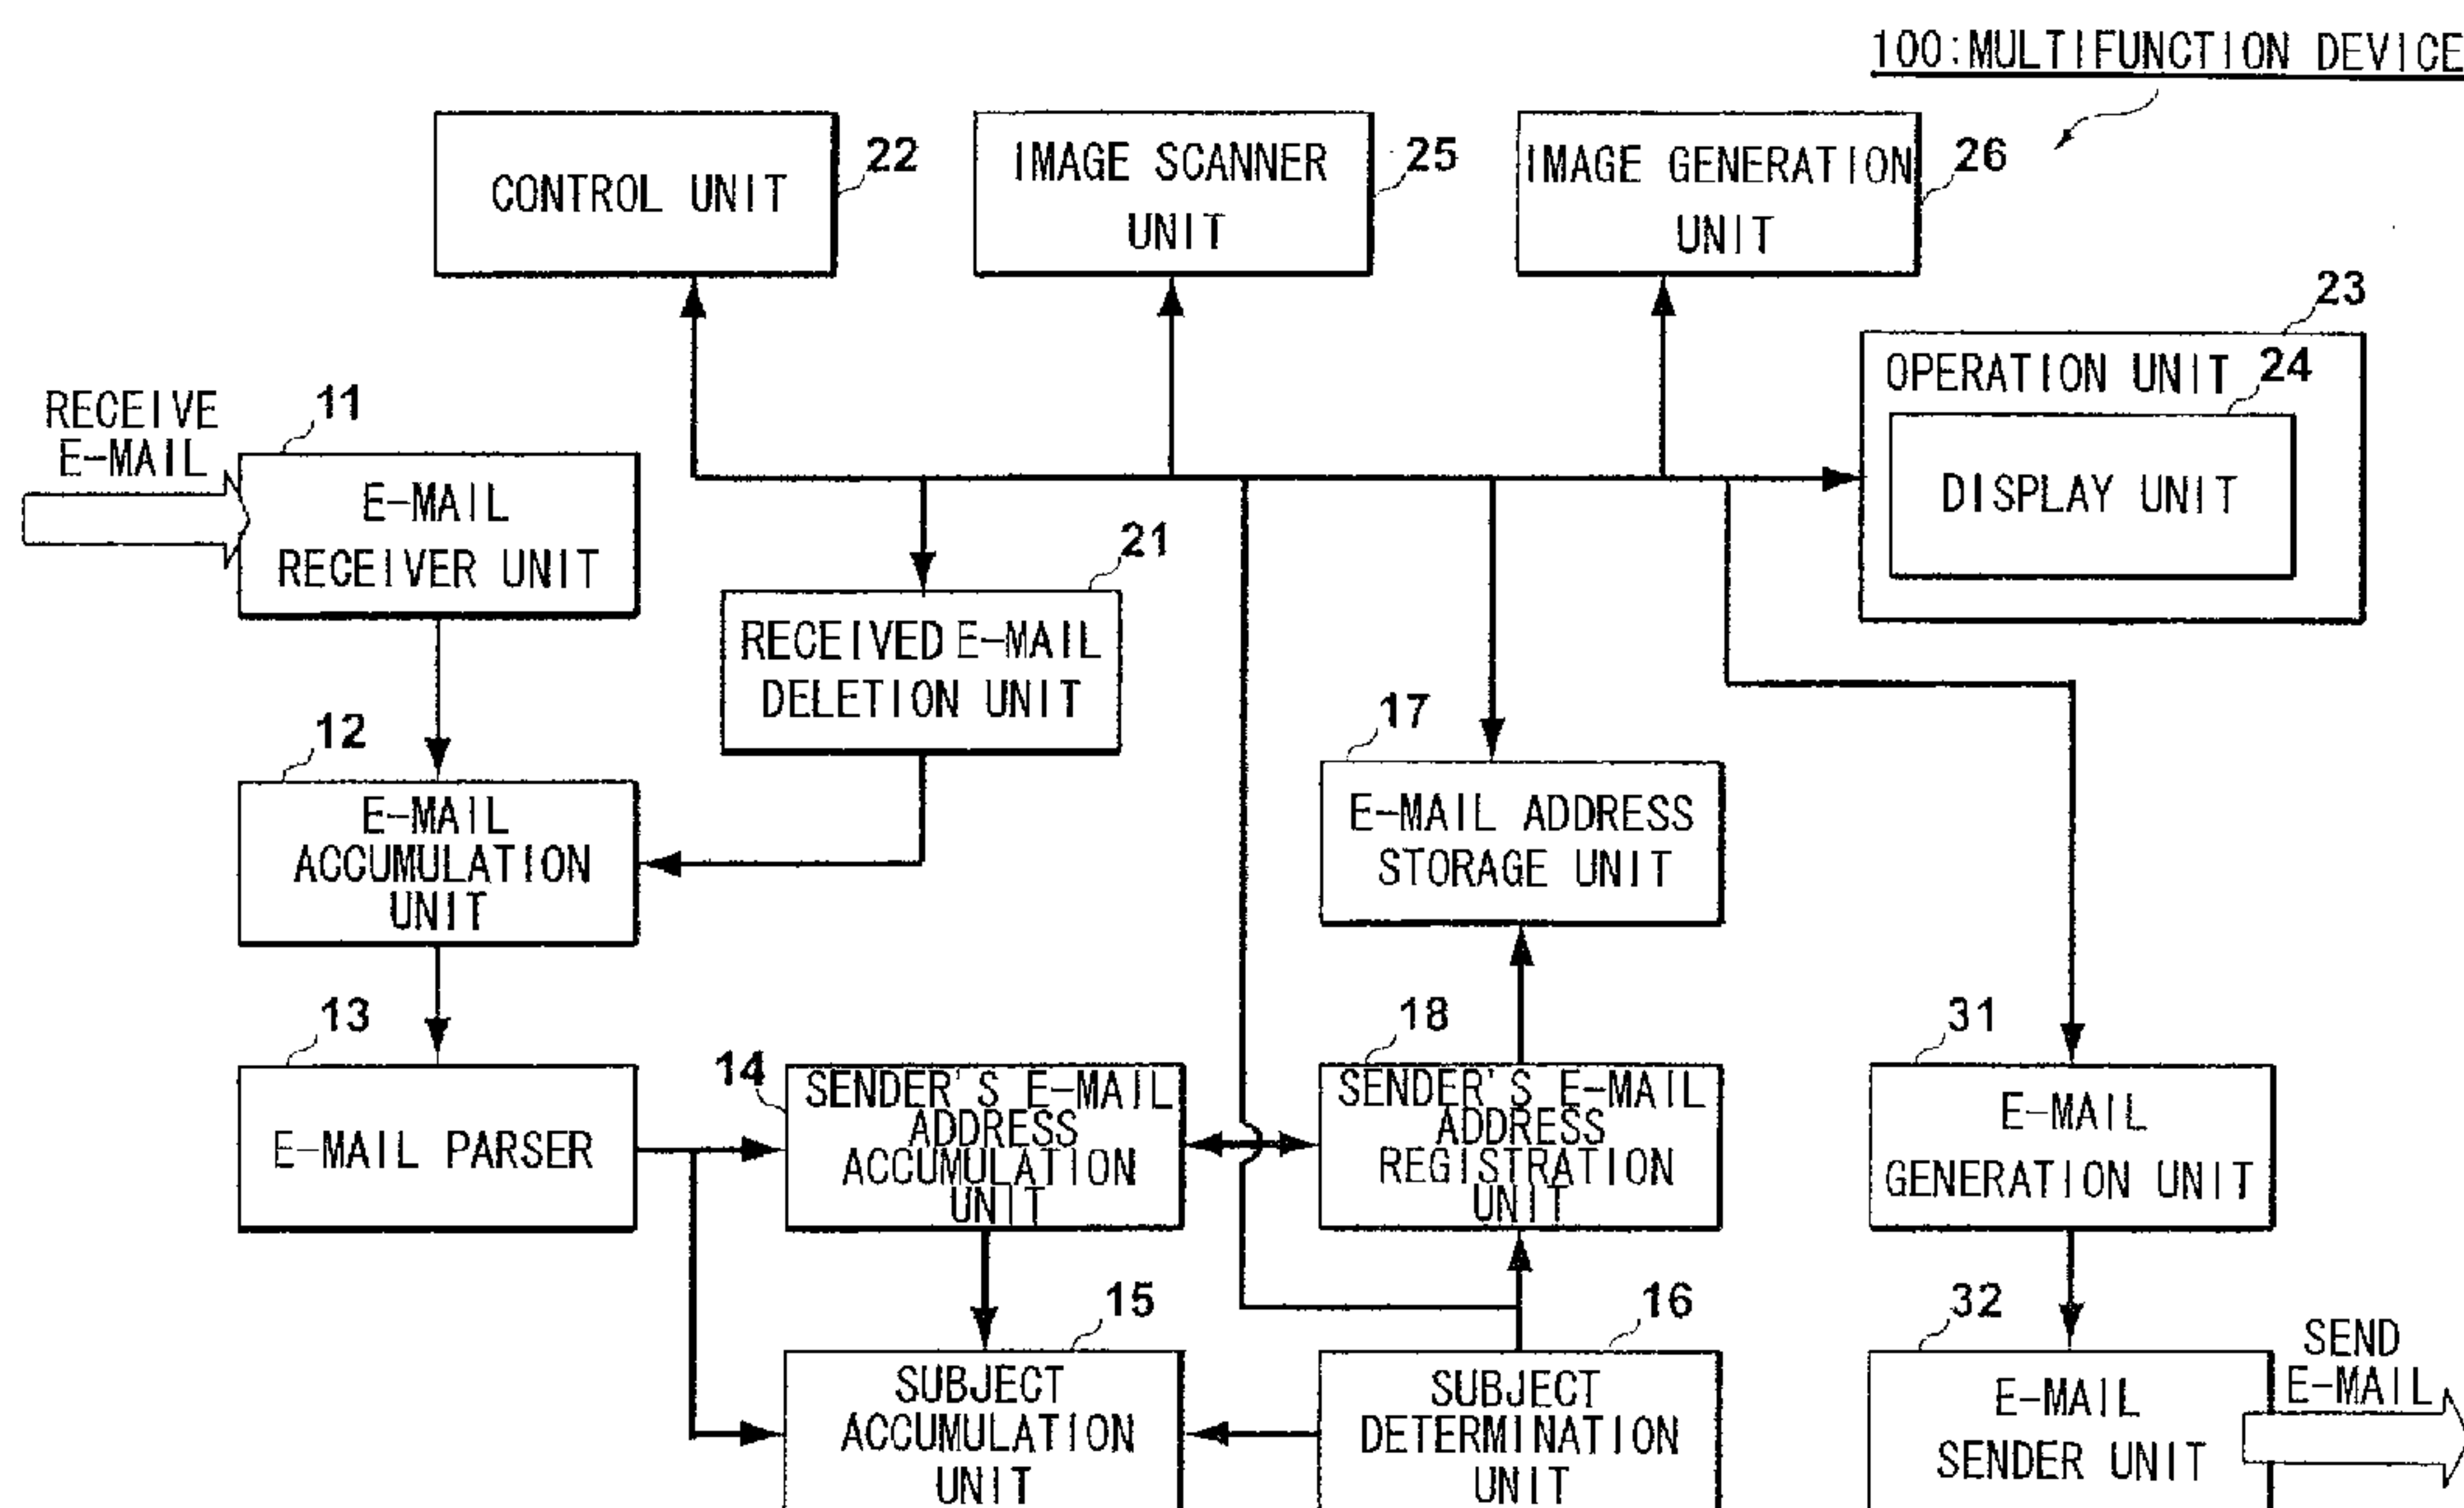 100:MULTIFUNCTION DEVICE
CONTROL UNIT
22
IMAGE SCANNER
UNIT
25
IMAGE GENERATION
UNIT
26
23
OPERATION UNIT
24
DISPLAY UNIT
RECEIVE
E-MAIL
11
E-MAIL
RECEIVER UNIT
21
RECEIVED E-MAIL
DELETION UNIT
12
E-MAIL
ACCUMULATION
UNIT
17
E-MAIL ADDRESS
STORAGE UNIT
13
E-MAIL PARSER
14
SENDER'S E-MAIL
ADDRESS
ACCUMULATION
UNIT
18
SENDER'S E-MAIL
ADDRESS
REGISTRATION
UNIT
31
E-MAIL
GENERATION UNIT
15
SUBJECT
ACCUMULATION
UNIT
16
SUBJECT
DETERMINATION
UNIT
32
E-MAIL
SENDER UNIT
SEND
E-MAIL